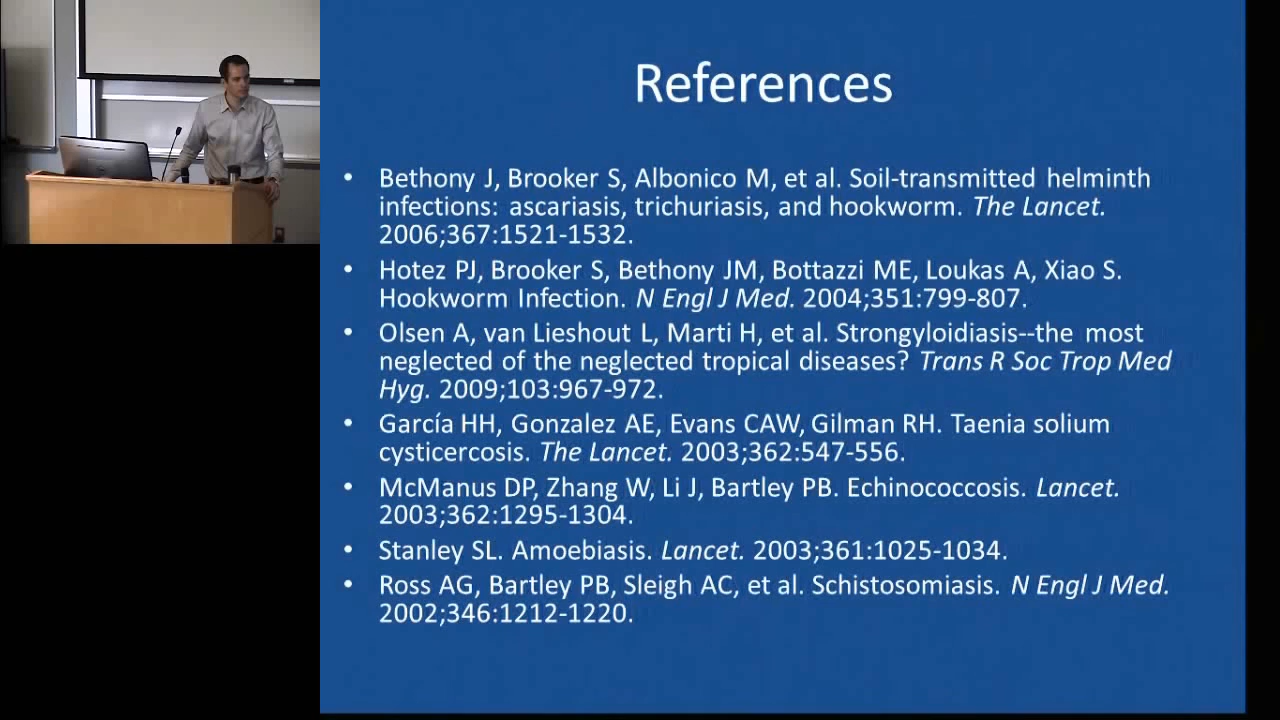 References
• Bethony J, Brooker S, Albonico M, et al. Soil-transmitted helminth
infections: ascariasis, trichuriasis, and hookworm. The Lancet.
2006;367:1521-1532.
• Hotez PJ, Brooker S, Bethony JM, Bottazzi ME, Loukas A, Xiao S.
Hookworm Infection. N Engl J Med. 2004;351:799-807.
• Olsen A, van Lieshout L, Marti H, et al. Strongyloidiasis--the most
neglected of the neglected tropical diseases? Trans R Soc Trop Med
Hyg. 2009;103:967-972.
• García HH, Gonzalez AE, Evans CAW, Gilman RH. Taenia solium
cysticercosis. The Lancet. 2003;362:547-556.
• McManus DP, Zhang W, Li J, Bartley PB. Echinococcosis. Lancet.
2003;362:1295-1304.
• Stanley SL. Amoebiasis. Lancet. 2003;361:1025-1034.
• Ross AG, Bartley PB, Sleigh AC, et al. Schistosomiasis. N Engl J Med.
2002;346:1212-1220.